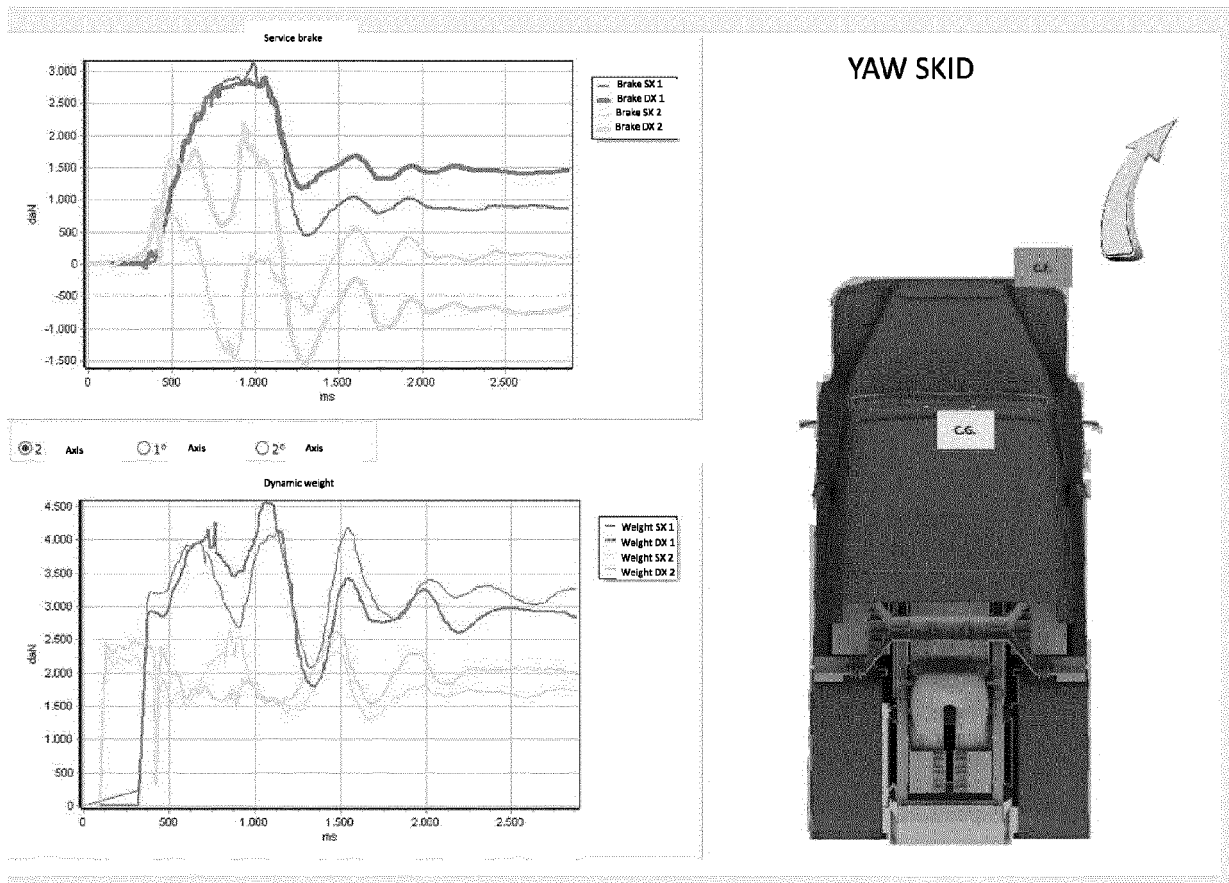 Service brake
3.000
2.500
2.000
1.500
1.000
500
0
-500
-1.000
-1.500
daN
0 500 1.000 1.500 2.000 2.500
ms
Brake SX 1
Brake DX 1
Brake SX 2
Brake DX 2
2 Axis 1º Axis 2º Axis
Dynamic weight
4.500
4.000
3.500
3.000
2.500
2.000
1.500
1.000
500
0
daN
0 500 1.000 1.500 2.000 2.500
ms
Weight SX 1
Weight DX 1
Weight SX 2
Weight DX 2
YAW SKID
C.G.